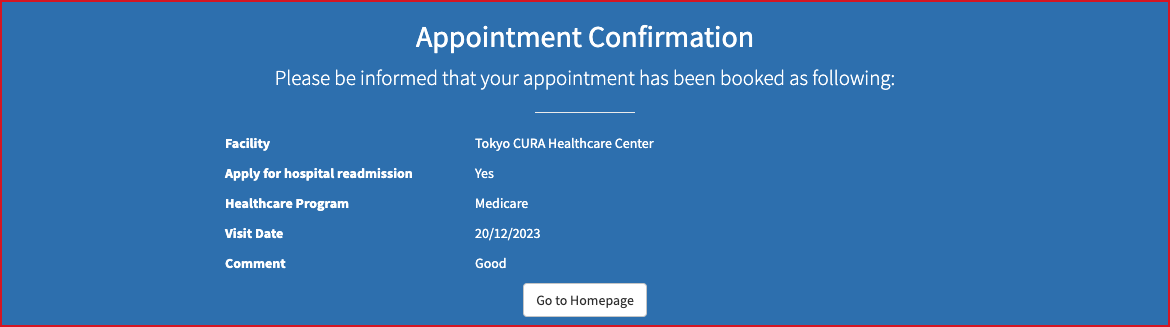 Appointment Confirmation
Please be informed that your appointment has been booked as following:
Facility Tokyo CURA Healthcare Center
Apply for hospital readmission Yes
Healthcare Program Medicare
Visit Date 20/12/2023
Comment Good
Go to Homepage